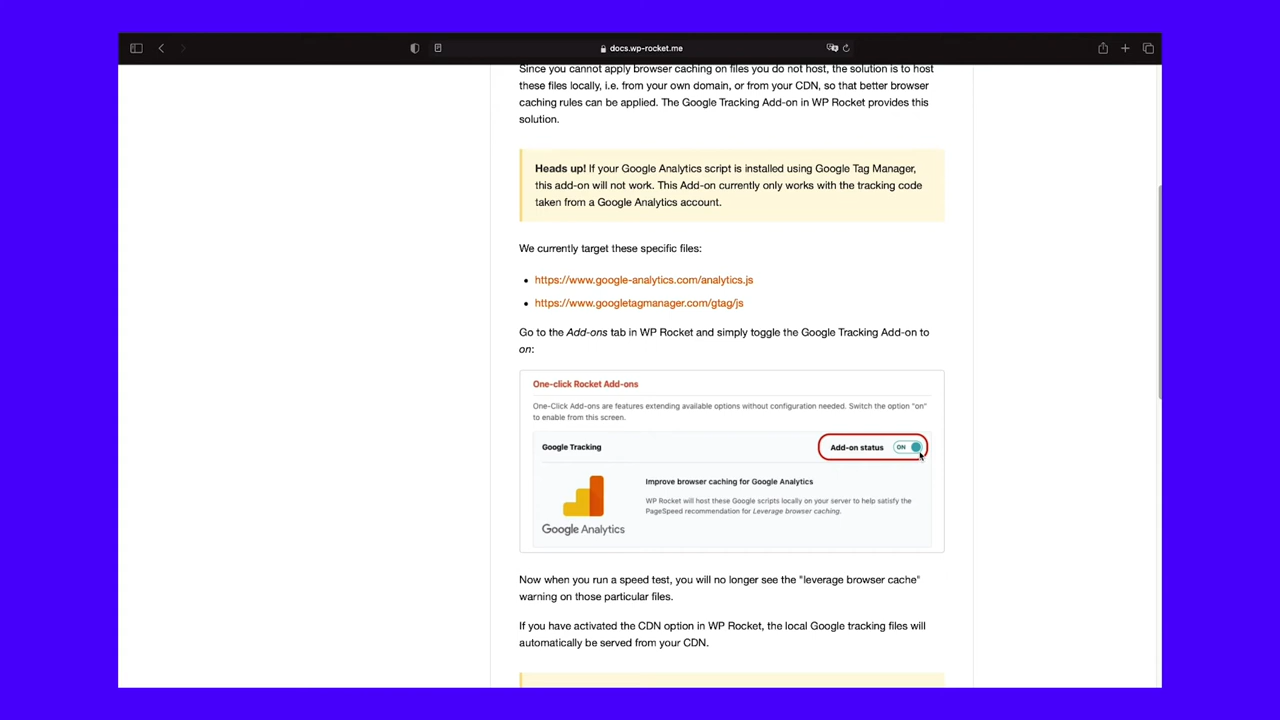 docs.wp-rocket.me
Since you cannot apply browser caching on files you do not host, the solution is to host
these files locally, i.e. from your own domain, or from your CDN, so that better browser
caching rules can be applied. The Google Tracking Add-on in WP Rocket provides this
solution.
Heads up! If your Google Analytics script is installed using Google Tag Manager,
this add-on will not work. This Add-on currently only works with the tracking code
taken from a Google Analytics account.
We currently target these specific files:
• https://www.google-analytics.com/analytics.js
• https://www.googletagmanager.com/gtag/js
Go to the Add-ons tab in WP Rocket and simply toggle the Google Tracking Add-on to
on:
One-click Rocket Add-ons
One-Click Add-ons are features extending available options without configuration needed. Switch the option "on"
to enable from this screen.
Google Tracking
Add-on status ON
Improve browser caching for Google Analytics
WP Rocket will host these Google scripts locally on your server to help satisfy the
PageSpeed recommendation for Leverage browser caching.
Google Analytics
Now when you run a speed test, you will no longer see the "leverage browser cache"
warning on those particular files.
If you have activated the CDN option in WP Rocket, the local Google tracking files will
automatically be served from your CDN.